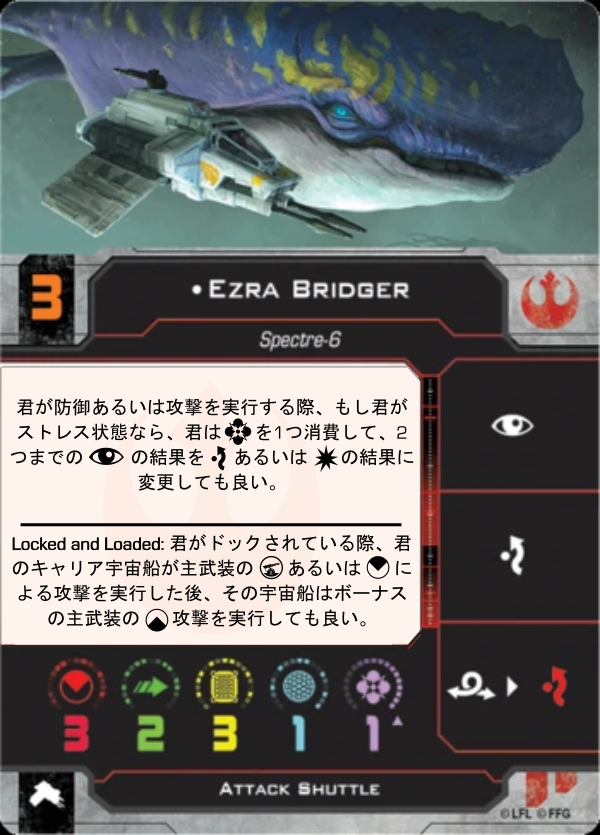 3
•Ezra Bridger
Spectre-6
君が防御あるいは攻撃を実行する際、もし君が
ストレス状態なら、君は を1つ消費して、2
つまでの の結果を あるいは の結果に
変更しても良い。
Locked and Loaded: 君がドックされている際、君
のキャリア宇宙船が主武装の あるいは に
よる攻撃を実行した後、その宇宙船はボーナス
の主武装の 攻撃を実行しても良い。
3 2 3 1 1
Attack Shuttle
©LFL ©FFG